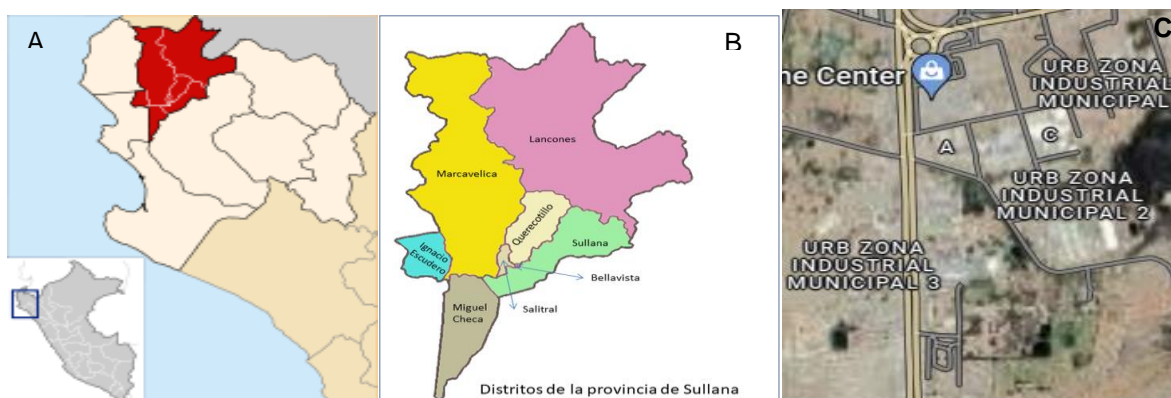 A
B
Lancones
Marcavelica
Querecotillo
Sullana
Ignacio
Escudero
Bellavista
Miguel
Checa
Salitral
Distritos de la provincia de Sullana
C
ne Center
URB ZONA
INDUSTRIAL
MUNICIPAL
A
C
URB ZONA
INDUSTRIAL
MUNICIPAL 2
URB ZONA
INDUSTRIAL
MUNICIPAL 3